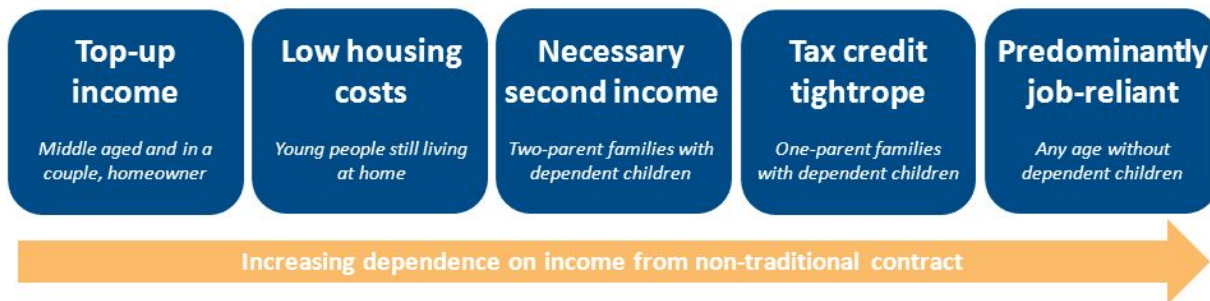 Top-up
income
Middle aged and in a
couple, homeowner
Low housing
costs
Young people still living
at home
Necessary
second income
Two-parent families with
dependent children
Tax credit
tightrope
One-parent families
with dependent children
Predominantly
job-reliant
Any age without
dependent children
Increasing dependence on income from non-traditional contract